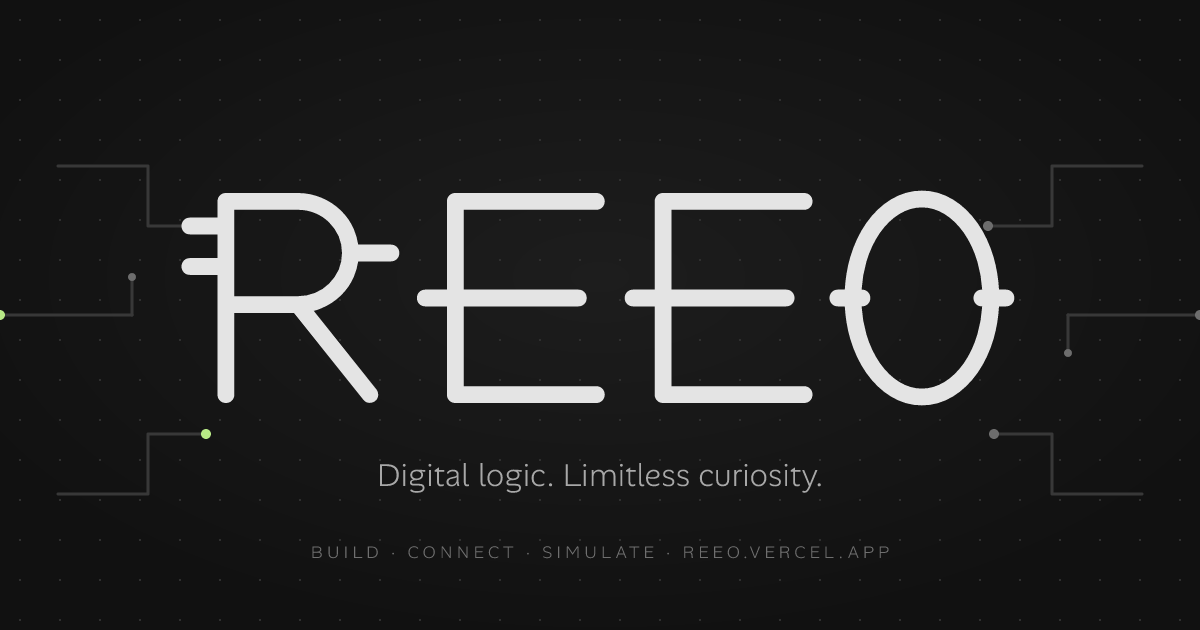 REEO
Digital logic. Limitless curiosity.
BUILD · CONNECT · SIMULATE · REEO.VERCEL.APP